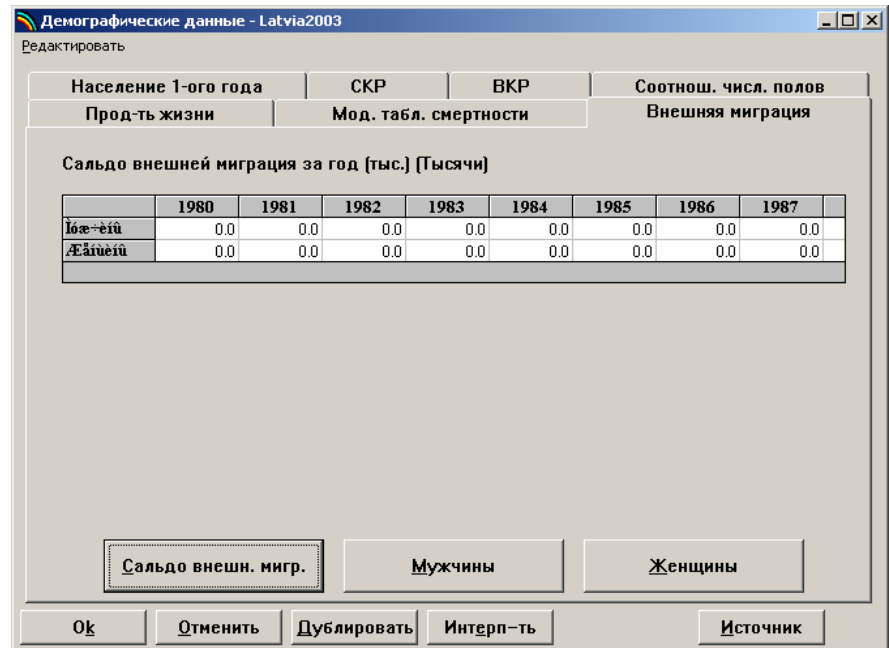 Демографические данные - Latvia2003
Редактировать
Население 1-ого года СКР ВКР Соотнош. числ. полов
Прод-ть жизни Мод. табл. смертности Внешняя миграция
Сальдо внешней миграция за год (тыс.) (Тысячи)
1980 1981 1982 1983 1984 1985 1986 1987
Ìóæ÷èíû 0.0 0.0 0.0 0.0 0.0 0.0 0.0 0.0
Æåíùèíû 0.0 0.0 0.0 0.0 0.0 0.0 0.0 0.0
Сальдо внешн. мигр. Мужчины Женщины
Ok Отменить Дублировать Интерп-ть Источник